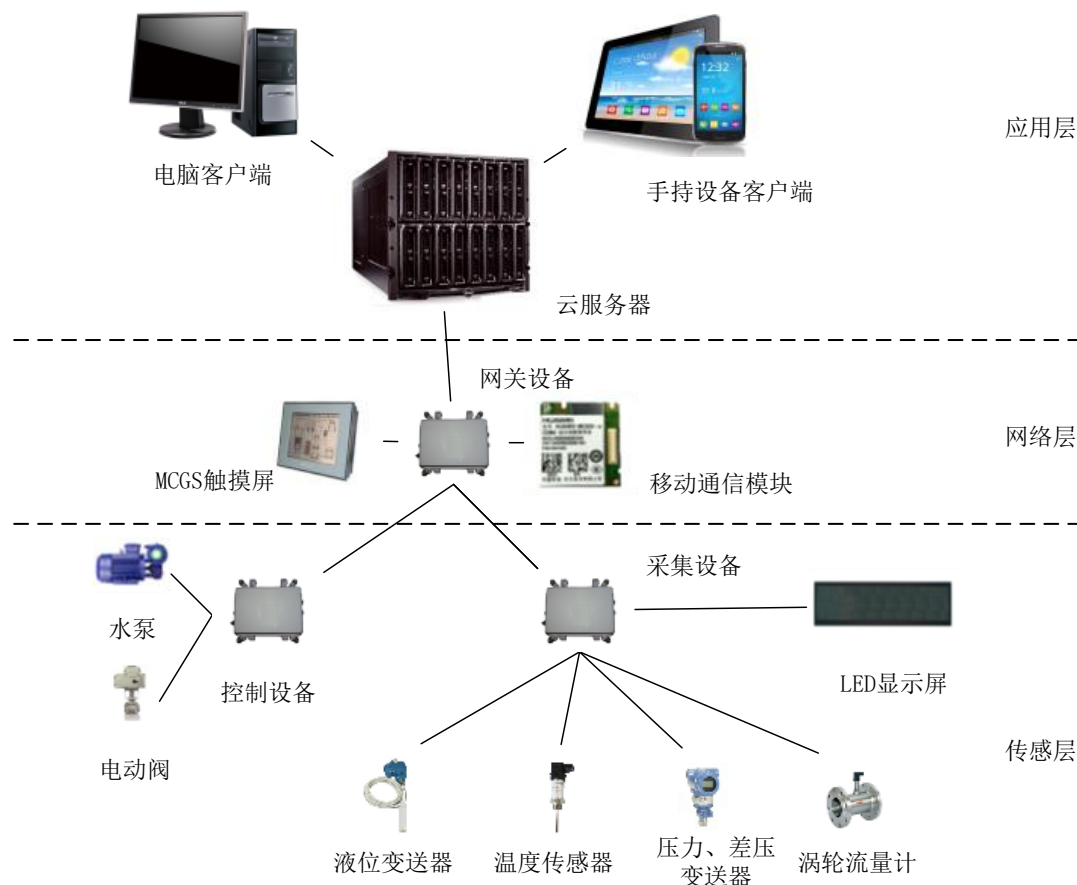 应用层
电脑客户端
手持设备客户端
12:32
云服务器
网关设备
网络层
MCGS触摸屏
移动通信模块
采集设备
水泵
控制设备
LED显示屏
电动阀
传感层
液位变送器
温度传感器
压力、差压
变送器
涡轮流量计